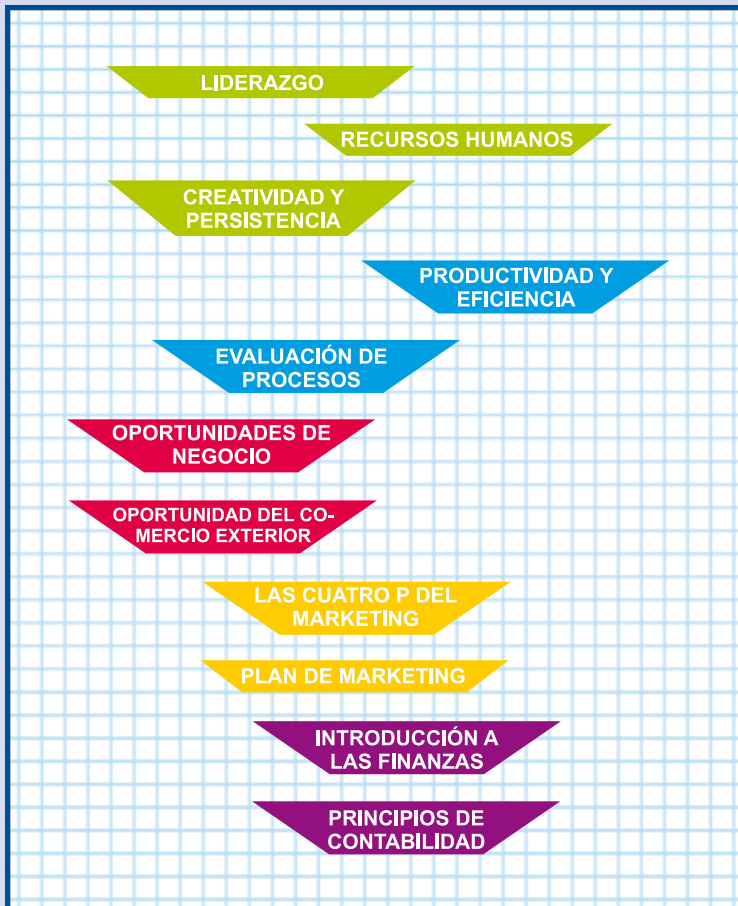 LIDERAZGO
RECURSOS HUMANOS
CREATIVIDAD Y
PERSISTENCIA
PRODUCTIVIDAD Y
EFICIENCIA
EVALUACIÓN DE
PROCESOS
OPORTUNIDADES DE
NEGOCIO
OPORTUNIDAD DEL CO-
MERCIO EXTERIOR
LAS CUATRO P DEL
MARKETING
PLAN DE MARKETING
INTRODUCCIÓN A
LAS FINANZAS
PRINCIPIOS DE
CONTABILIDAD